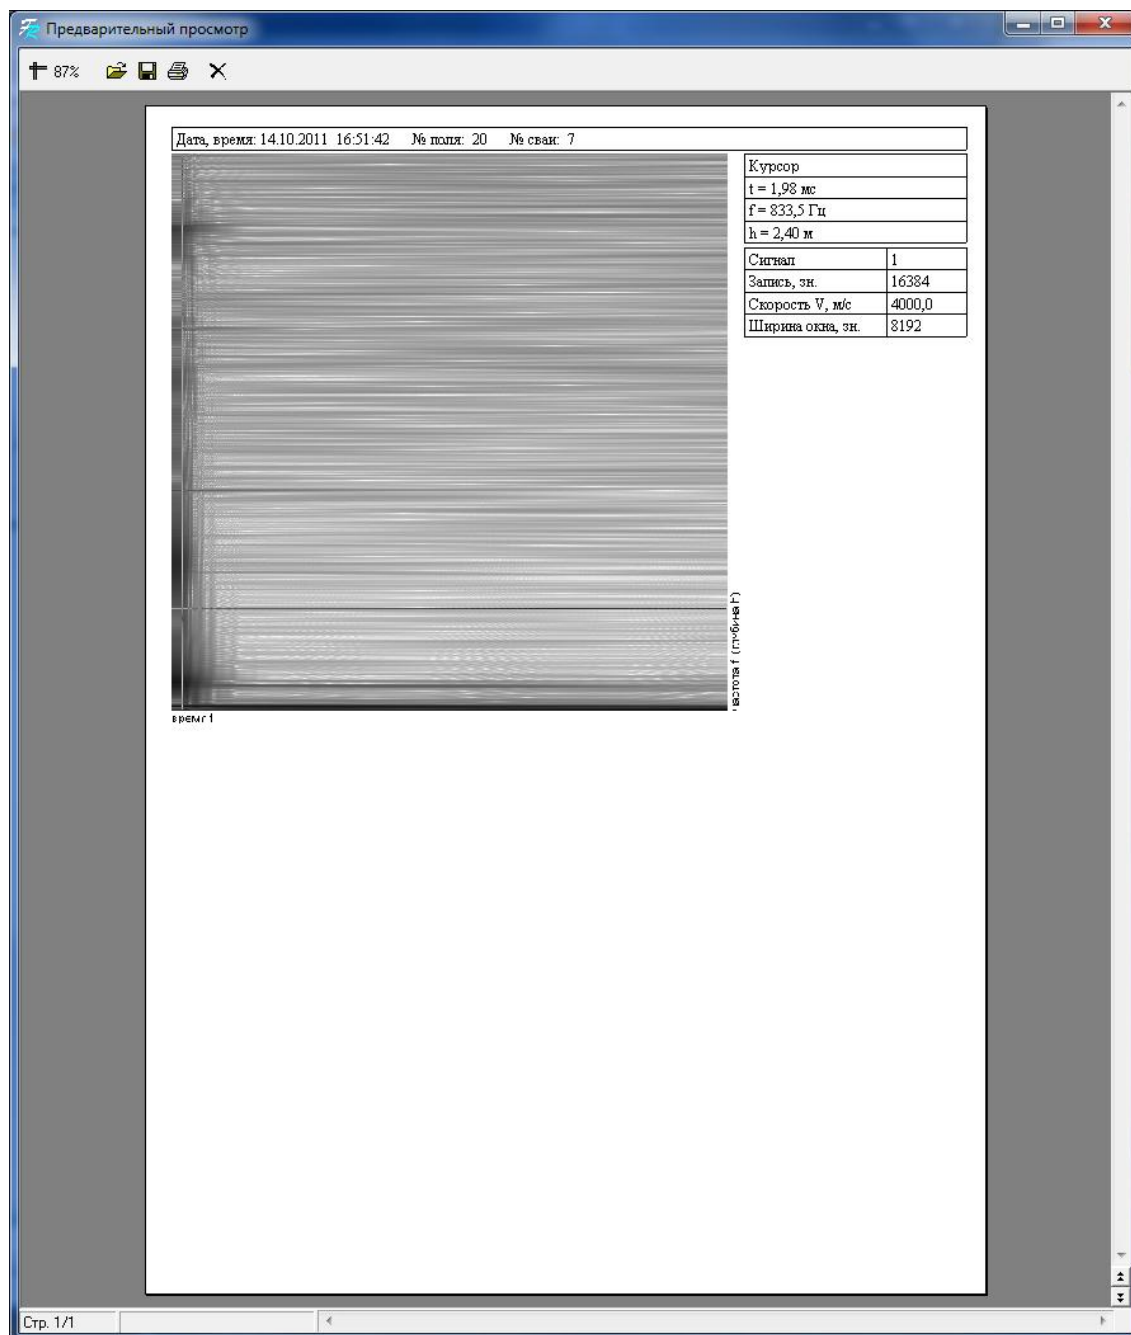 Предварительный просмотр
87%
Дата, время: 14.10.2011 16:51:42 № поля: 20 № сваи: 7
Курсор
t = 1,98 мс
f = 833,5 Гц
h = 2,40 м
Сигнал 1
Запись, зн. 16384
Скорость V, м/с 4000,0
Ширина окна, зн. 8192
частота f (глубина h)
время t
Стр. 1/1